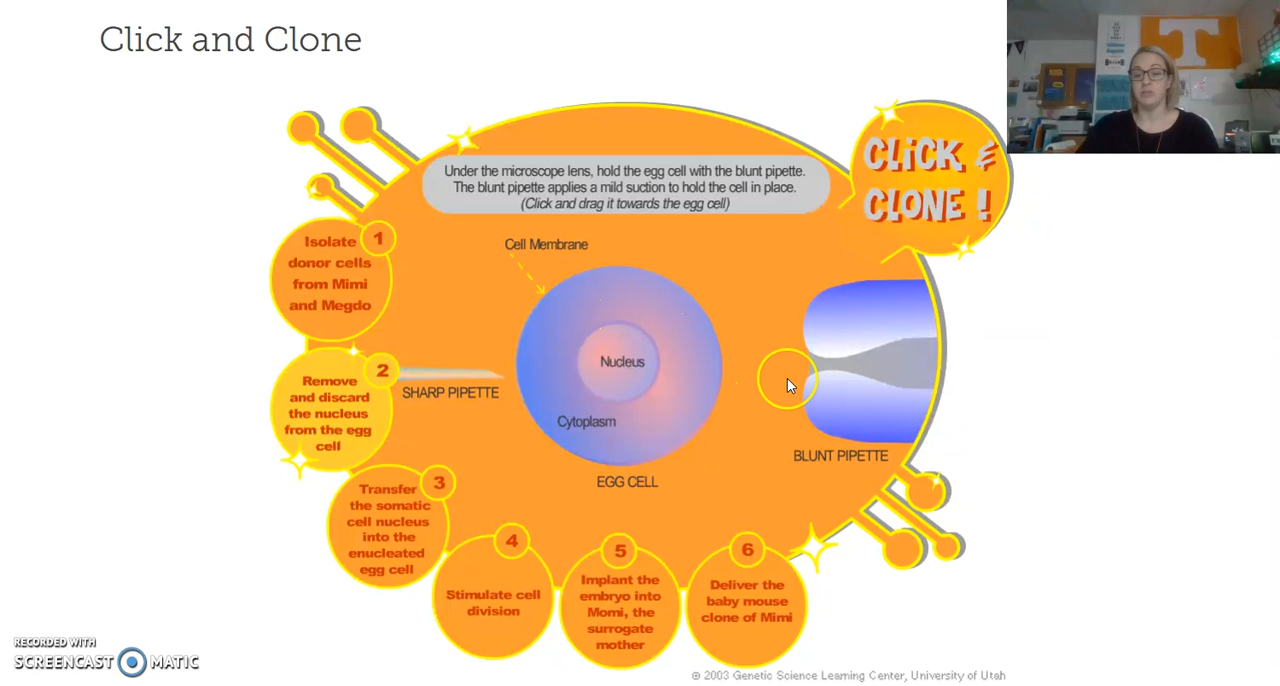 Click and Clone
T
Under the microscope lens, hold the egg cell with the blunt pipette.
The blunt pipette applies a mild suction to hold the cell in place.
(Click and drag it towards the egg cell)
CLiCK &
CLONE !
1
Isolate
donor cells
from Mimi
and Megdo
Cell Membrane
Nucleus
Cytoplasm
EGG CELL
SHARP PIPETTE
BLUNT PIPETTE
2
Remove
and discard
the nucleus
from the egg
cell
3
Transfer
the somatic
cell nucleus
into the
enucleated
egg cell
4
Stimulate cell
division
5
Implant the
embryo into
Momi, the
surrogate
mother
6
Deliver the
baby mouse
clone of Mimi
RECORDED WITH
SCREENCAST MATIC
© 2003 Genetic Science Learning Center, University of Utah